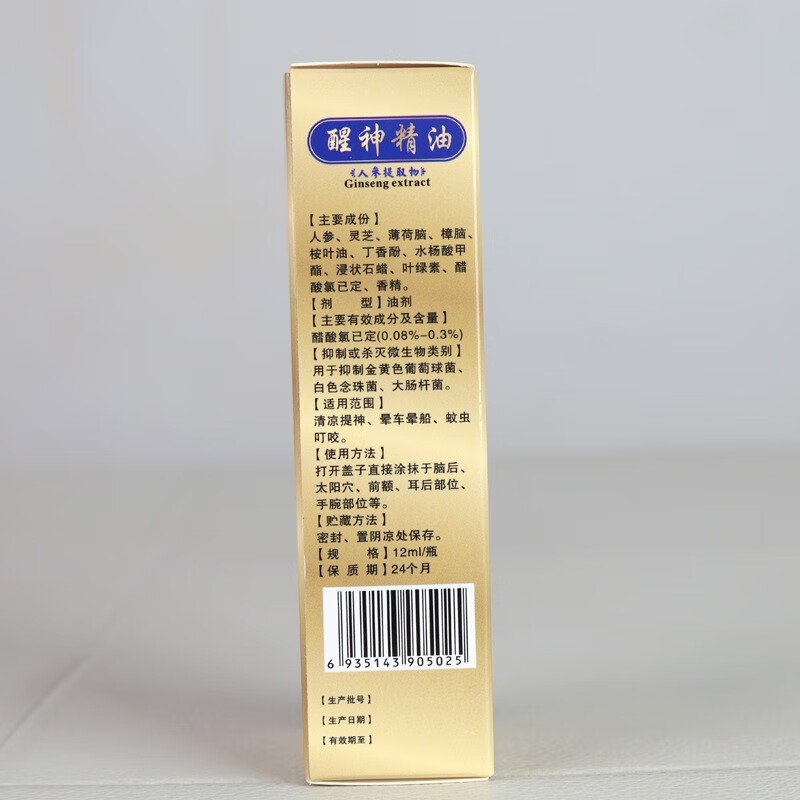 醒神精油
《人参提取物》
Ginseng extract
【主要成份】
人参、灵芝、薄荷脑、樟脑、
桉叶油、丁香酚、水杨酸甲
酯、浸状石蜡、叶绿素、醋
酸氯已定、香精。
【剂 型】油剂
【主要有效成分及含量】
醋酸氯已定(0.08%-0.3%)
【抑制或杀灭微生物类别】
用于抑制金黄色葡萄球菌、
白色念珠菌、大肠杆菌。
【适用范围】
清凉提神、晕车晕船、蚊虫
叮咬。
【使用方法】
打开盖子直接涂抹于脑后、
太阳穴、前额、耳后部位、
手腕部位等。
【贮藏方法】
密封、置阴凉处保存。
【规 格】12ml/瓶
【保 质 期】24个月
6 935143 905025
【生产批号】
【生产日期】
【有效期至】